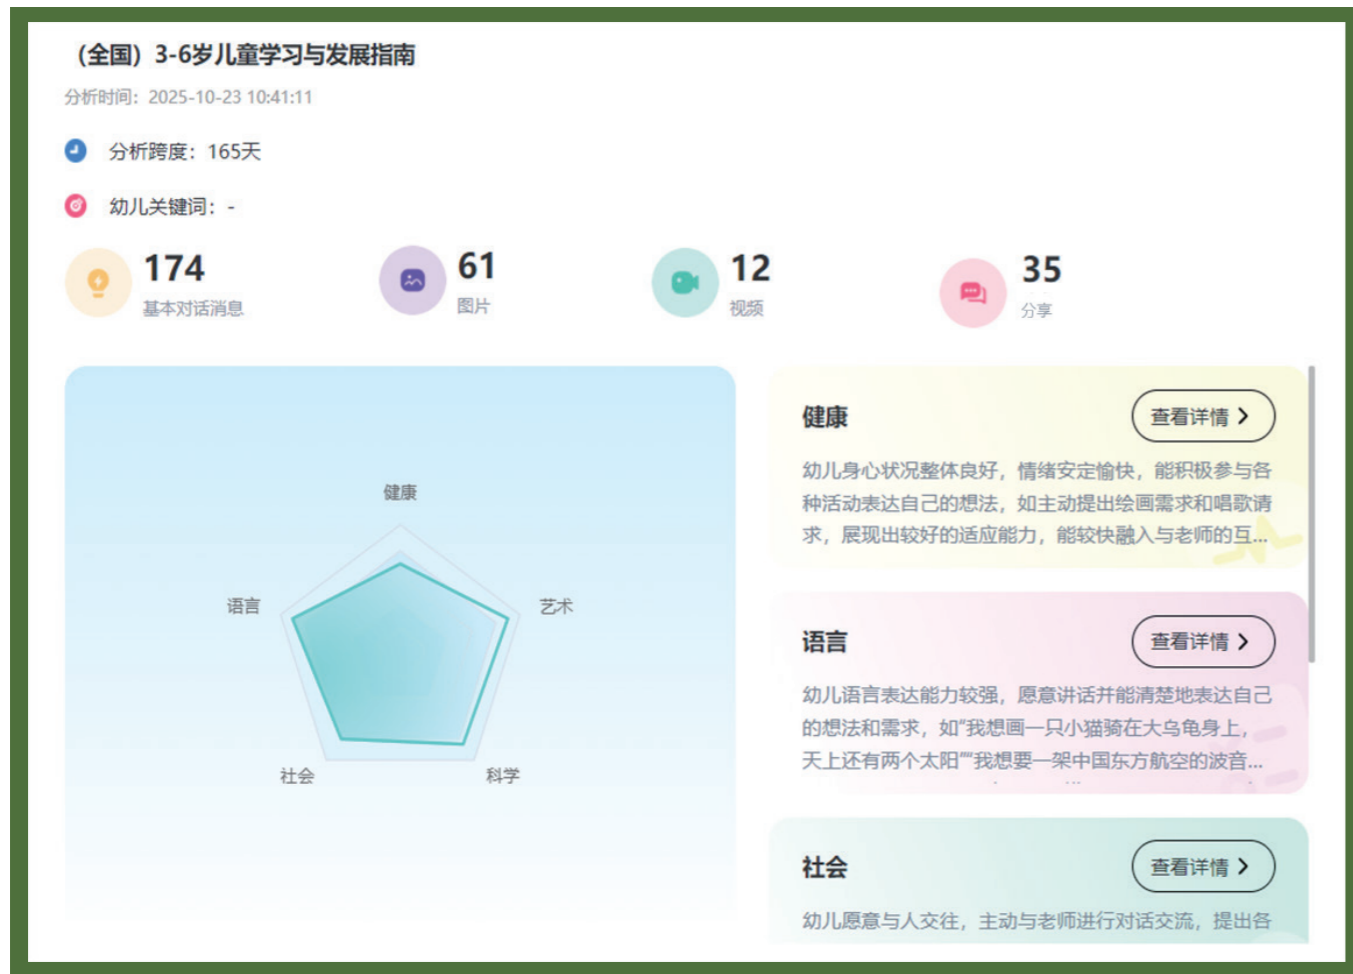 （全国）3-6岁儿童学习与发展指南
分析时间：2025-10-23 10:41:11
分析跨度：165天
幼儿关键词：-
174
基本对话消息
61
图片
12
视频
35
分享
健康
语言
艺术
社会
科学
健康
查看详情
幼儿身心状况整体良好，情绪安定愉快，能积极参与各
种活动表达自己的想法，如主动提出绘画需求和唱歌请
求，展现出较好的适应能力，能较快融入与老师的互...
语言
查看详情
幼儿语言表达能力较强，愿意讲话并能清楚地表达自己
的想法和需求，如“我想画一只小猫骑在大乌龟身上，
天上还有两个太阳”“我想要一架中国东方航空的波音...
社会
查看详情
幼儿愿意与人交往，主动与老师进行对话交流，提出各